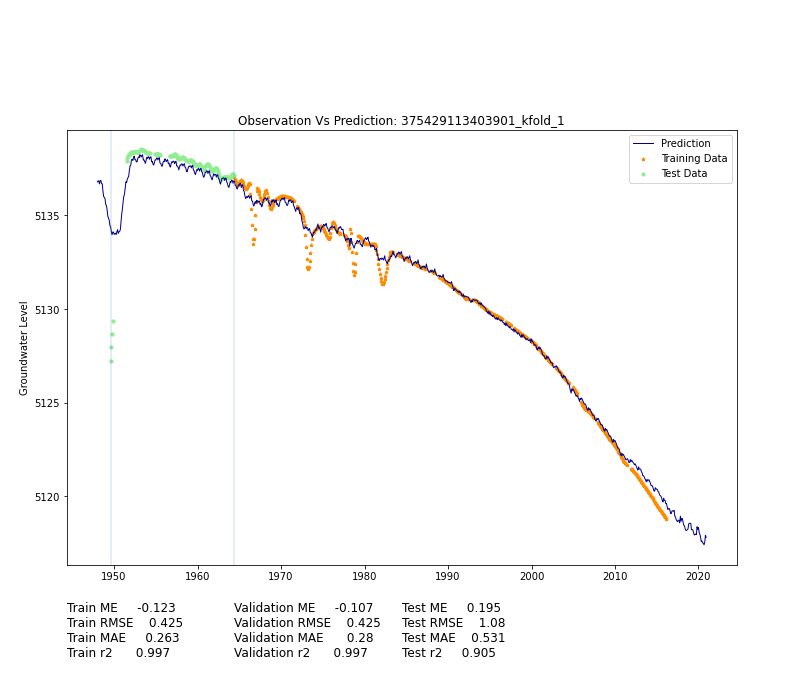 Observation Vs Prediction: 375429113403901_kfold_1
Prediction
Training Data
Test Data
Groundwater Level
5135
5130
5125
5120
1950 1960 1970 1980 1990 2000 2010 2020
Train ME -0.123 Validation ME -0.107 Test ME 0.195
Train RMSE 0.425 Validation RMSE 0.425 Test RMSE 1.08
Train MAE 0.263 Validation MAE 0.28 Test MAE 0.531
Train r2 0.997 Validation r2 0.997 Test r2 0.905